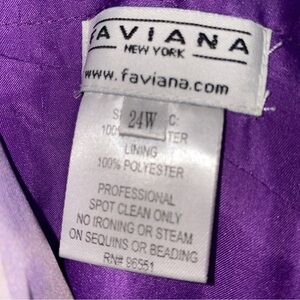 FAVIANA
NEW YORK
www.faviana.com
24W
LINING
100% POLYESTER
PROFESSIONAL
SPOT CLEAN ONLY
NO IRONING OR STEAM
ON SEQUINS OR BEADING
RN# 96551